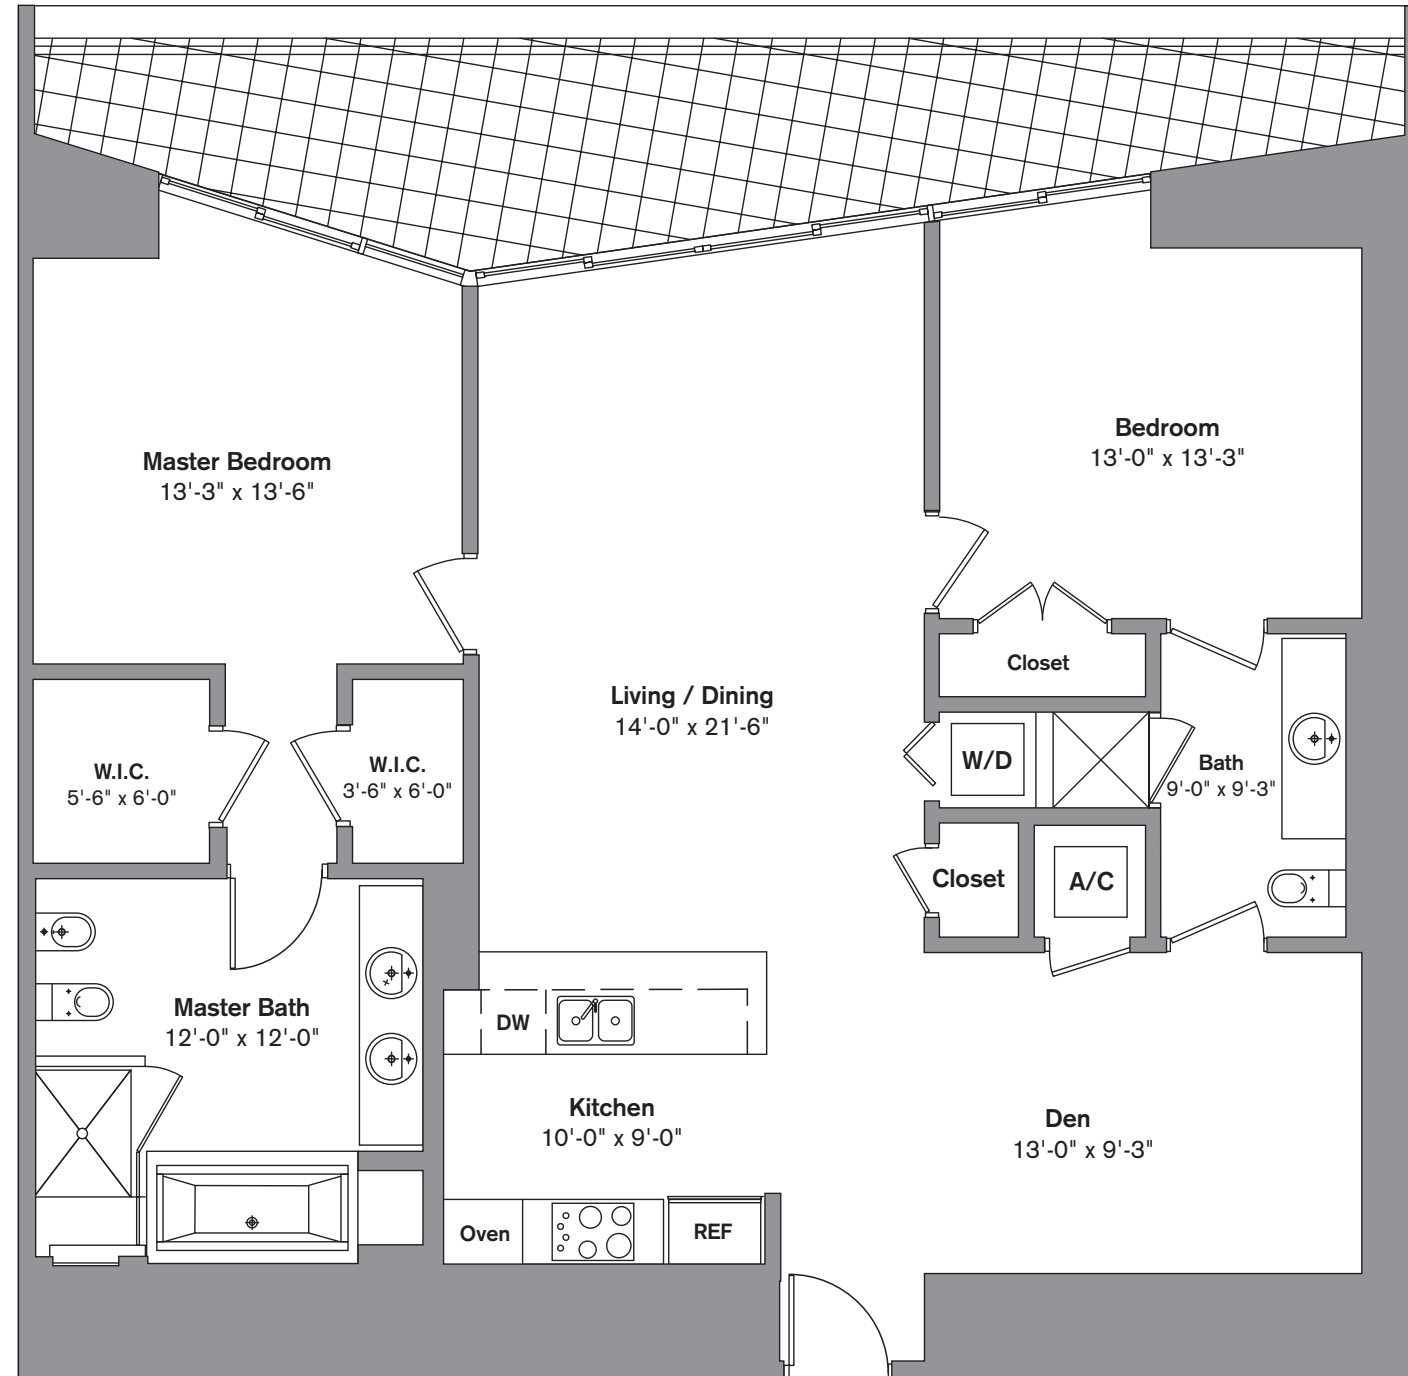 Bedroom
13'-0" x 13'-3"
Master Bedroom
13'-3" x 13'-6"
Closet
Living / Dining
14'-0" x 21'-6"
W.I.C.
5'-6" x 6'-0"
W.I.C.
3'-6" x 6'-0"
W/D
Bath
9'-0" x 9'-3"
Closet
A/C
Master Bath
12'-0" x 12'-0"
DW
Kitchen
10'-0" x 9'-0"
Den
13'-0" x 9'-3"
Oven
REF